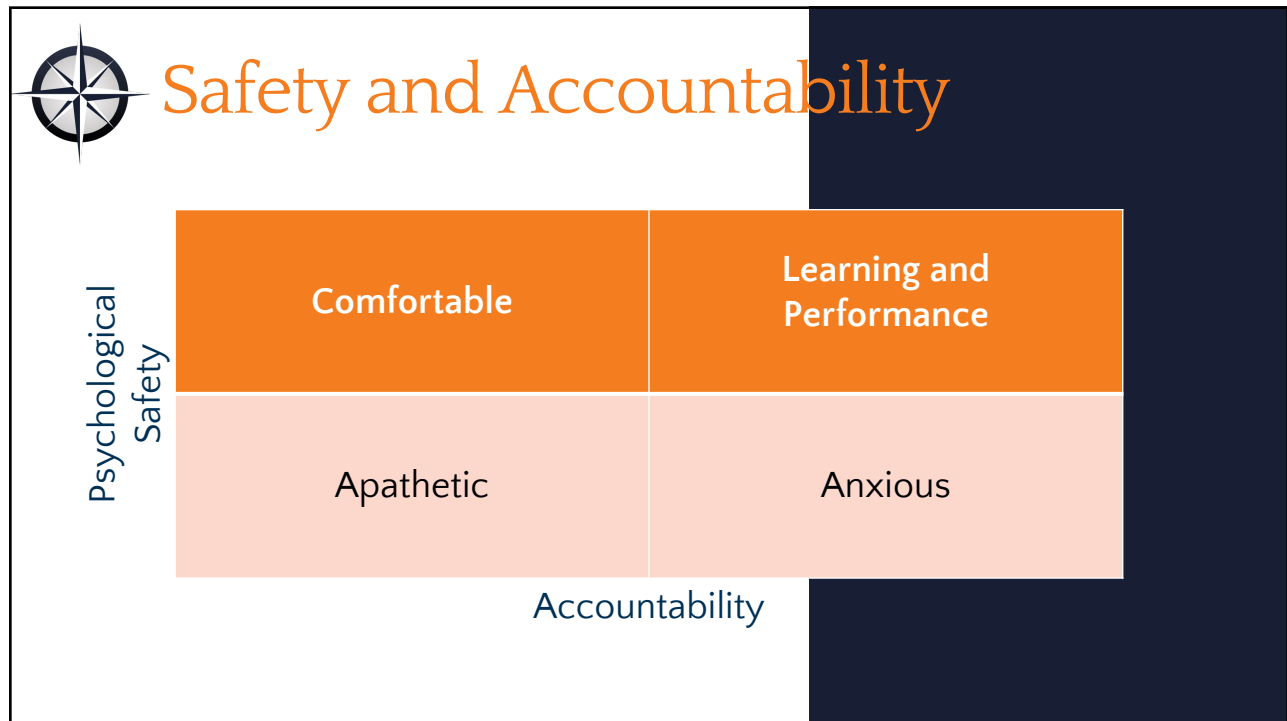 Safety and Accountability
Psychological
Safety
Comfortable
Learning and
Performance
Apathetic
Anxious
Accountability